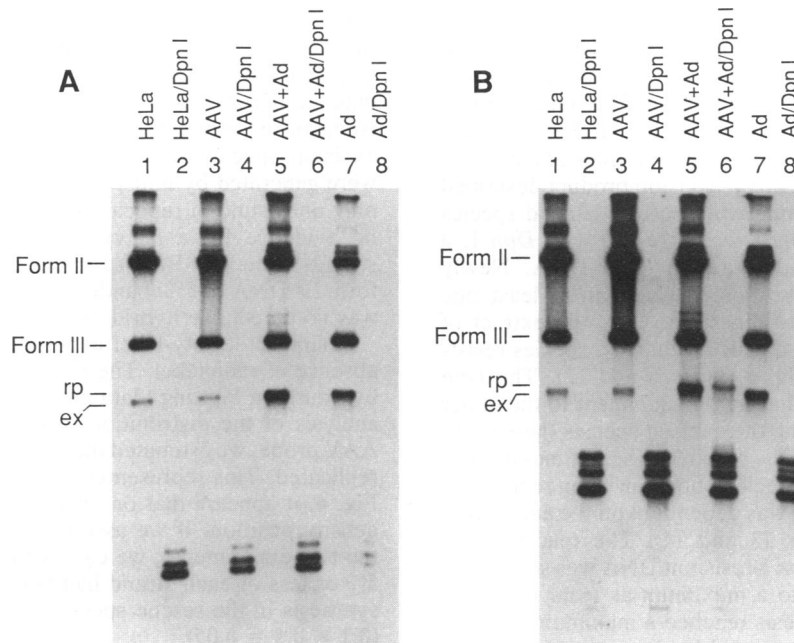 A
HeLa
HeLa/Dpn I
AAV
AAV/Dpn I
AAV+Ad
AAV+Ad/Dpn I
Ad
Ad/Dpn I
1 2 3 4 5 6 7 8
Form II
Form III
rp
ex
B
HeLa
HeLa/Dpn I
AAV
AAV/Dpn I
AAV+Ad
AAV+Ad/Dpn I
Ad
Ad/Dpn I
1 2 3 4 5 6 7 8
Form II
Form III
rp
ex